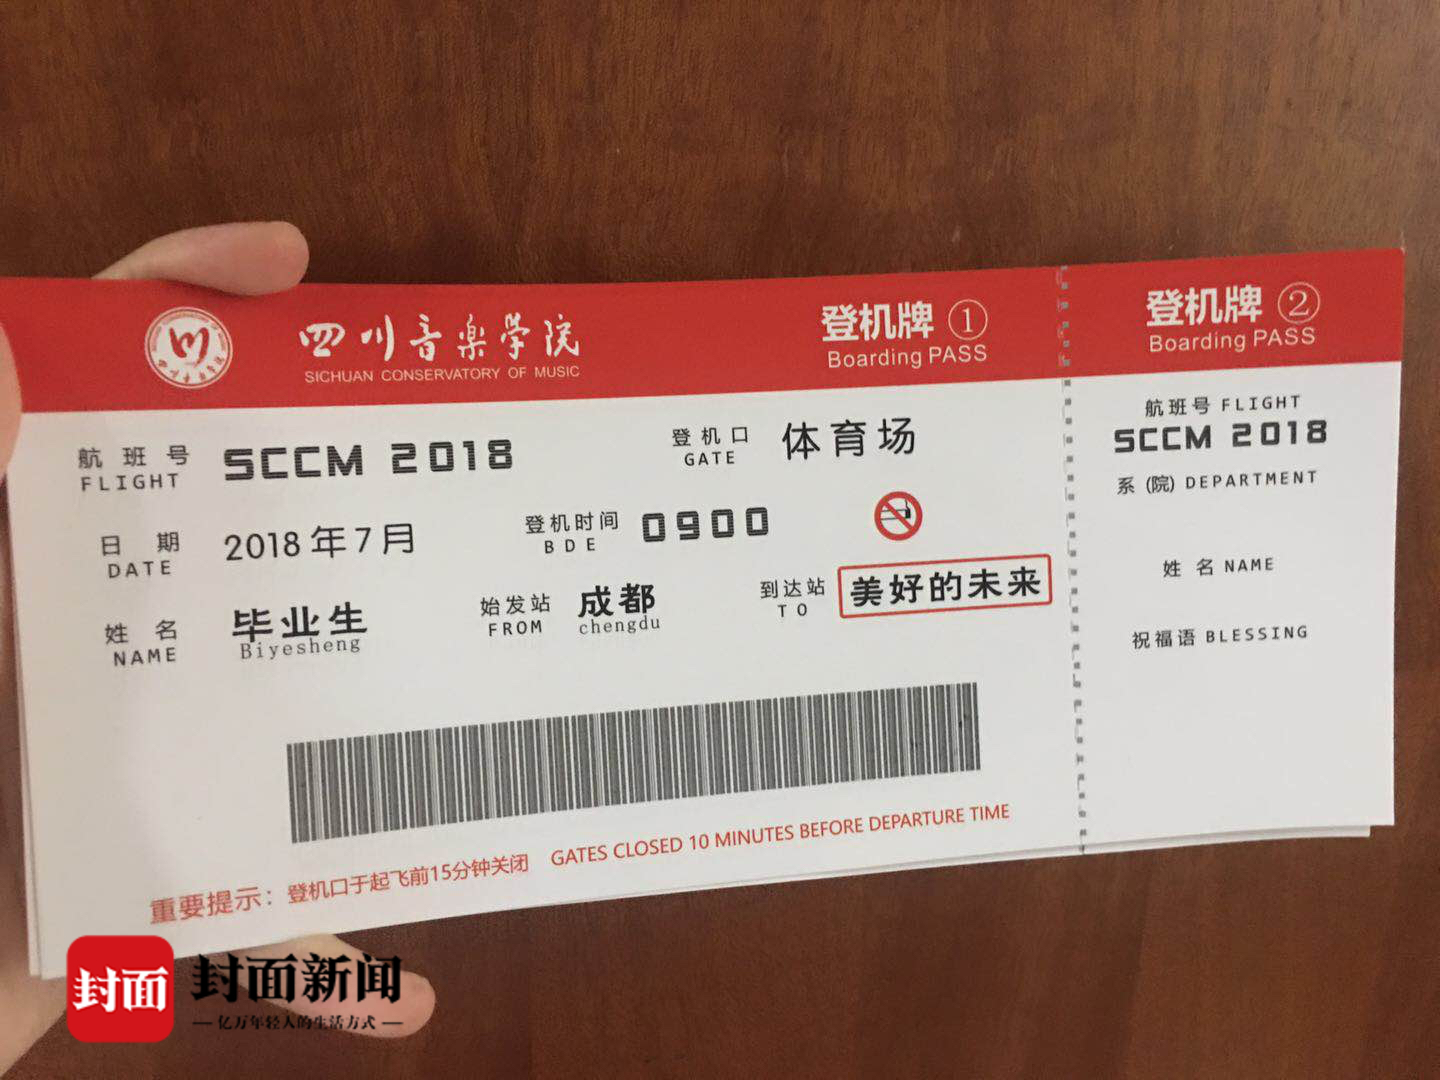 四川音乐学院
SICHUAN CONSERVATORY OF MUSIC
登机牌 ①
Boarding PASS
航班号 SCCM 2018
FLIGHT
登机口 体育场
GATE
日期 2018年7月
DATE
登机时间 0900
BDE
姓名 毕业生
NAME Biyesheng
始发站 成都
FROM chengdu
到达站 美好的未来
TO
重要提示：登机口于起飞前15分钟关闭 GATES CLOSED 10 MINUTES BEFORE DEPARTURE TIME
登机牌 ②
Boarding PASS
航班号 FLIGHT
SCCM 2018
系 (院) DEPARTMENT
姓 名 NAME
祝福语 BLESSING
封面
封面新闻
亿万年轻人的生活方式